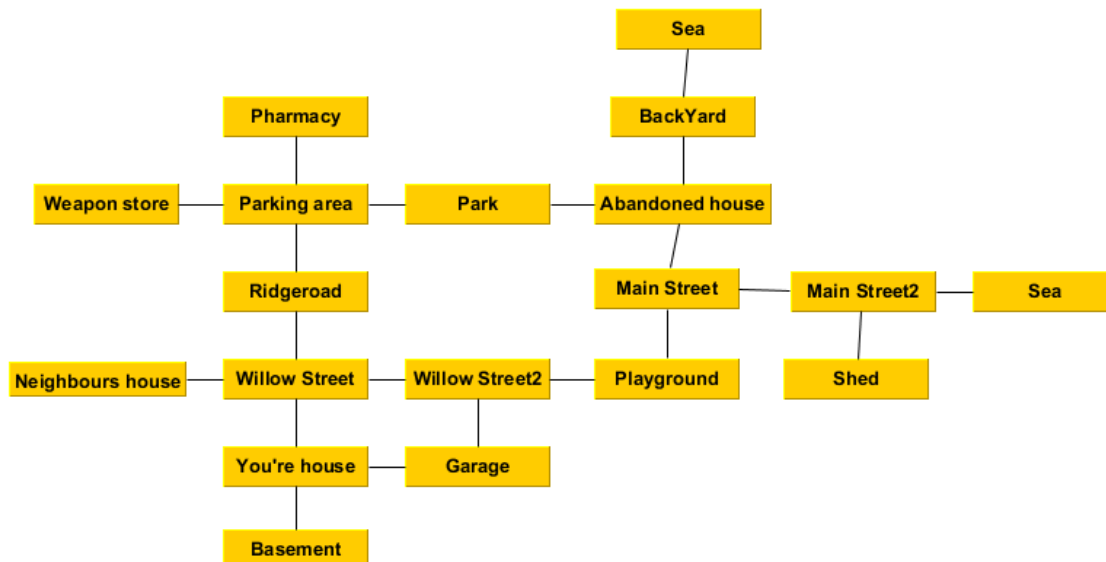 Sea
Pharmacy
BackYard
Weapon store
Parking area
Park
Abandoned house
Ridgeroad
Main Street
Main Street2
Sea
Neighbours house
Willow Street
Willow Street2
Playground
Shed
You're house
Garage
Basement